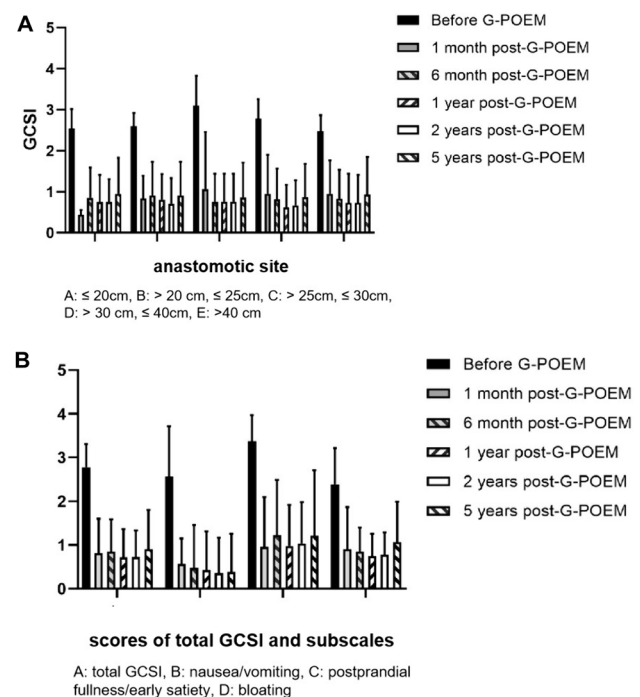 A
5
4
3
2
1
0
GCSI
Before G-POEM
1 month post-G-POEM
6 month post-G-POEM
1 year post-G-POEM
2 years post-G-POEM
5 years post-G-POEM
anastomotic site
A: ≤ 20cm, B: > 20 cm, ≤ 25cm, C: > 25cm, ≤ 30cm,
D: > 30 cm, ≤ 40cm, E: >40 cm
B
5
4
3
2
1
0
Before G-POEM
1 month post-G-POEM
6 month post-G-POEM
1 year post-G-POEM
2 years post-G-POEM
5 years post-G-POEM
scores of total GCSI and subscales
A: total GCSI, B: nausea/vomiting, C: postprandial
fullness/early satiety, D: bloating